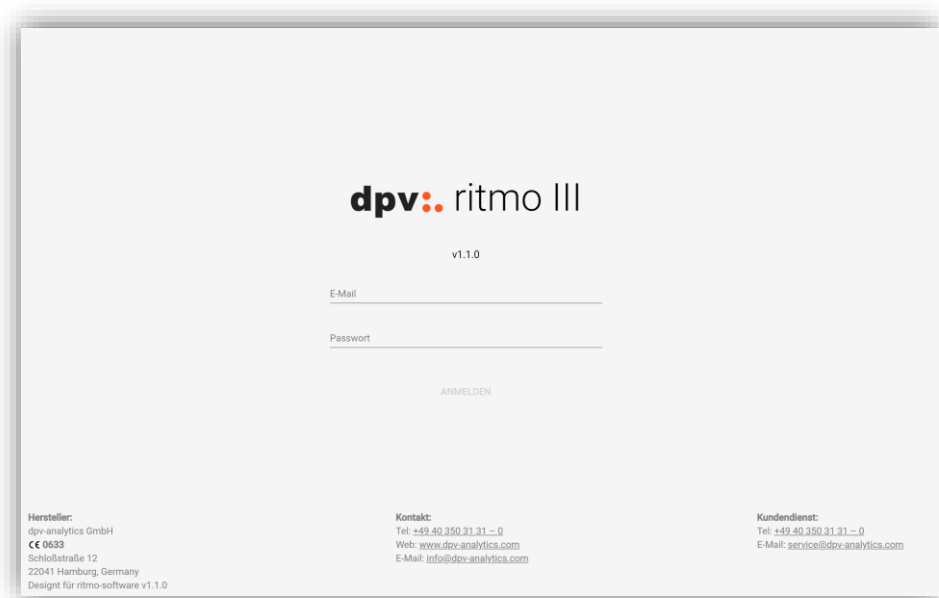 dpv:. ritmo III
v1.1.0
E-Mail
Passwort
ANMELDEN
Hersteller:
dpv-analytics GmbH
CE 0633
Schloßstraße 12
22041 Hamburg, Germany
Designt für ritmo-software v1.1.0
Kontakt:
Tel: +49 40 350 31 31 – 0
Web: www.dpv-analytics.com
E-Mail: info@dpv-analytics.com
Kundendienst:
Tel: +49 40 350 31 31 – 0
E-Mail: service@dpv-analytics.com